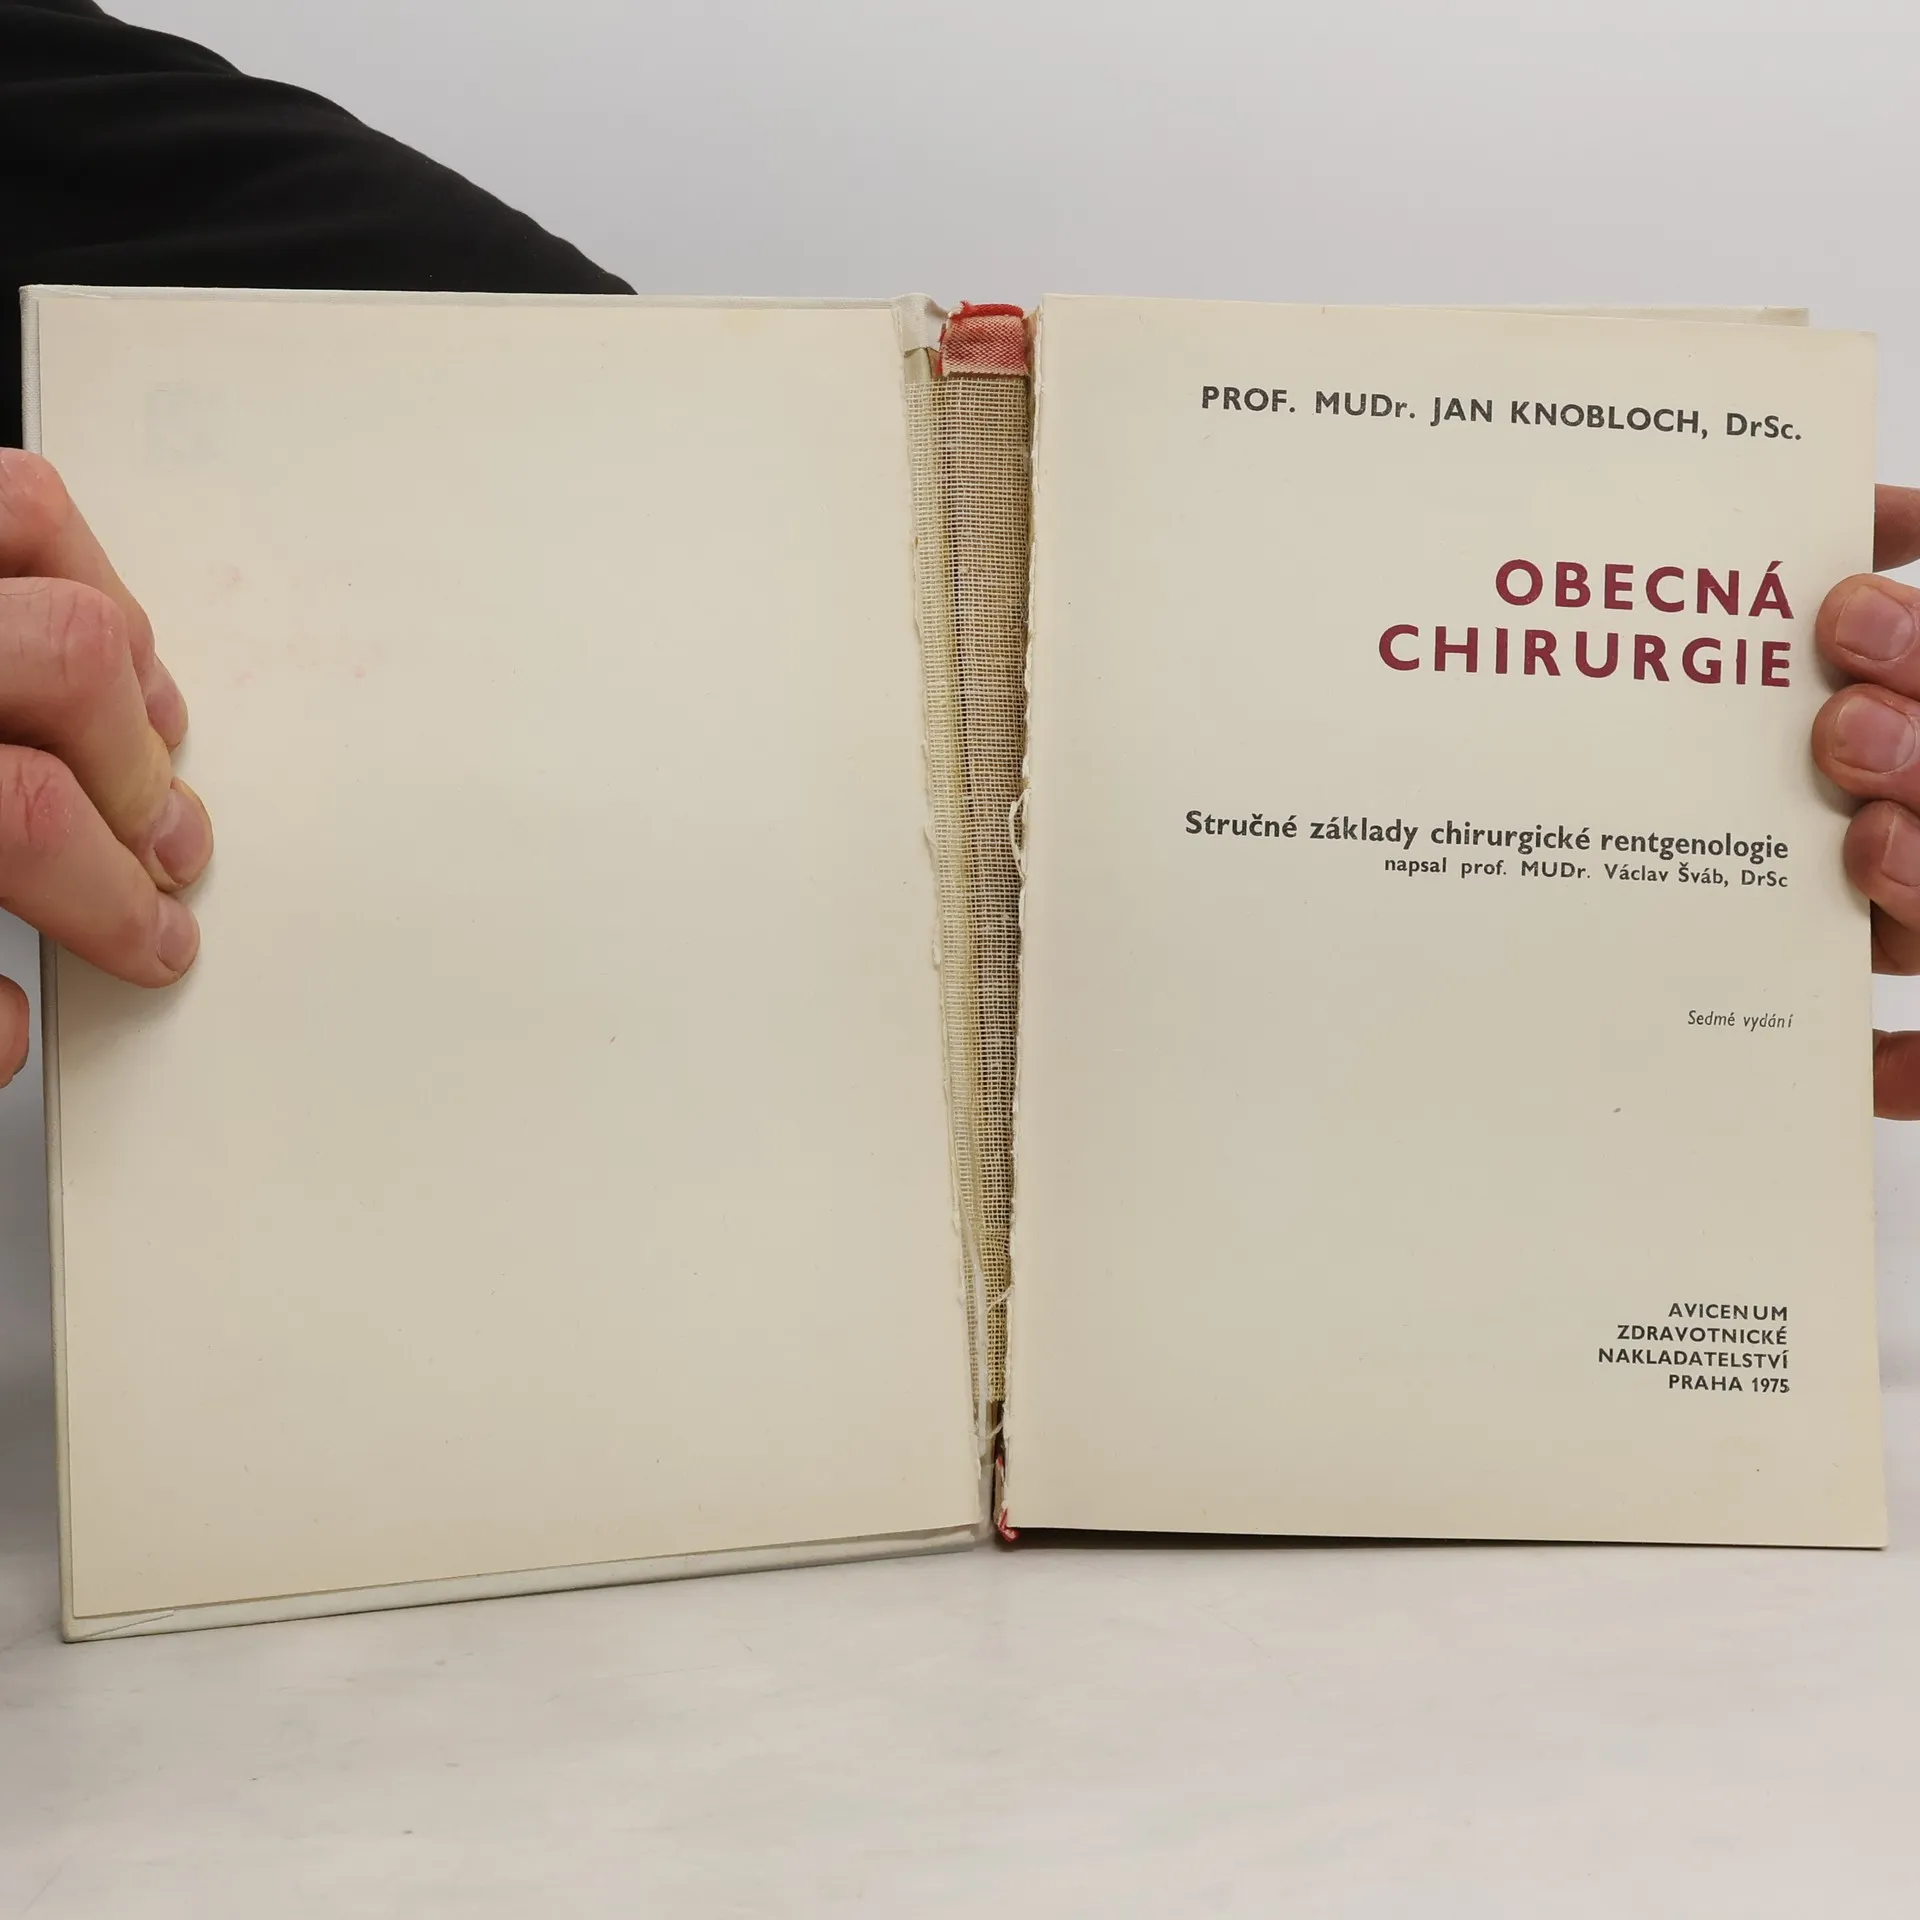 PROF. MUDr. JAN KNOBLOCH, DrSc.
OBECNÁ
CHIRURGIE
Stručné základy chirurgické rentgenologie
napsal prof. MUDr. Václav Šváb, DrSc
Sedmé vydání
AVICENUM
ZDRAVOTNICKÉ
NAKLADATELSTVÍ
PRAHA 1975